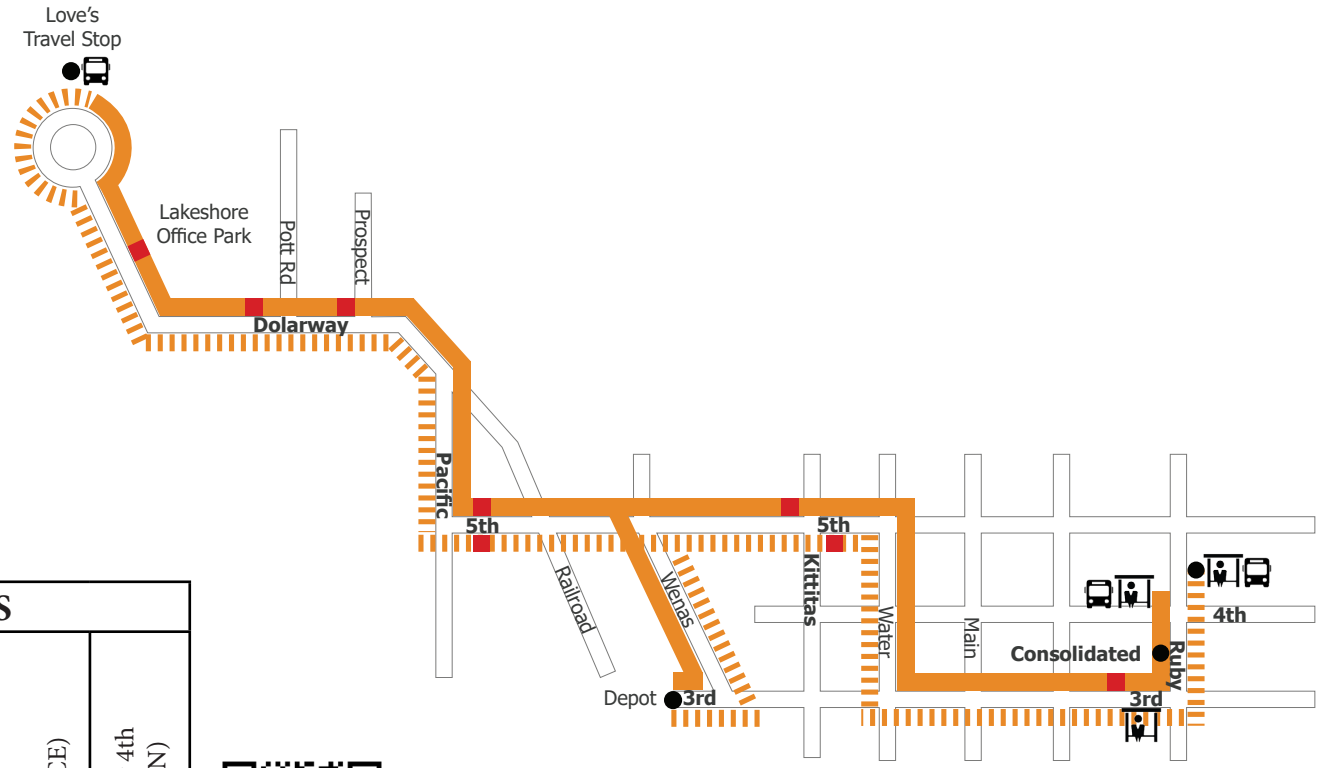 Love's
Travel Stop
Lakeshore
Office Park
Pott Rd
Prospect
Dolarway
Pacific
5th
5th
Railroad
Wenas
Kittitas
Water
Main
4th
Consolidated
Ruby
Depot
3rd
3rd
S
CE)
4th
N)